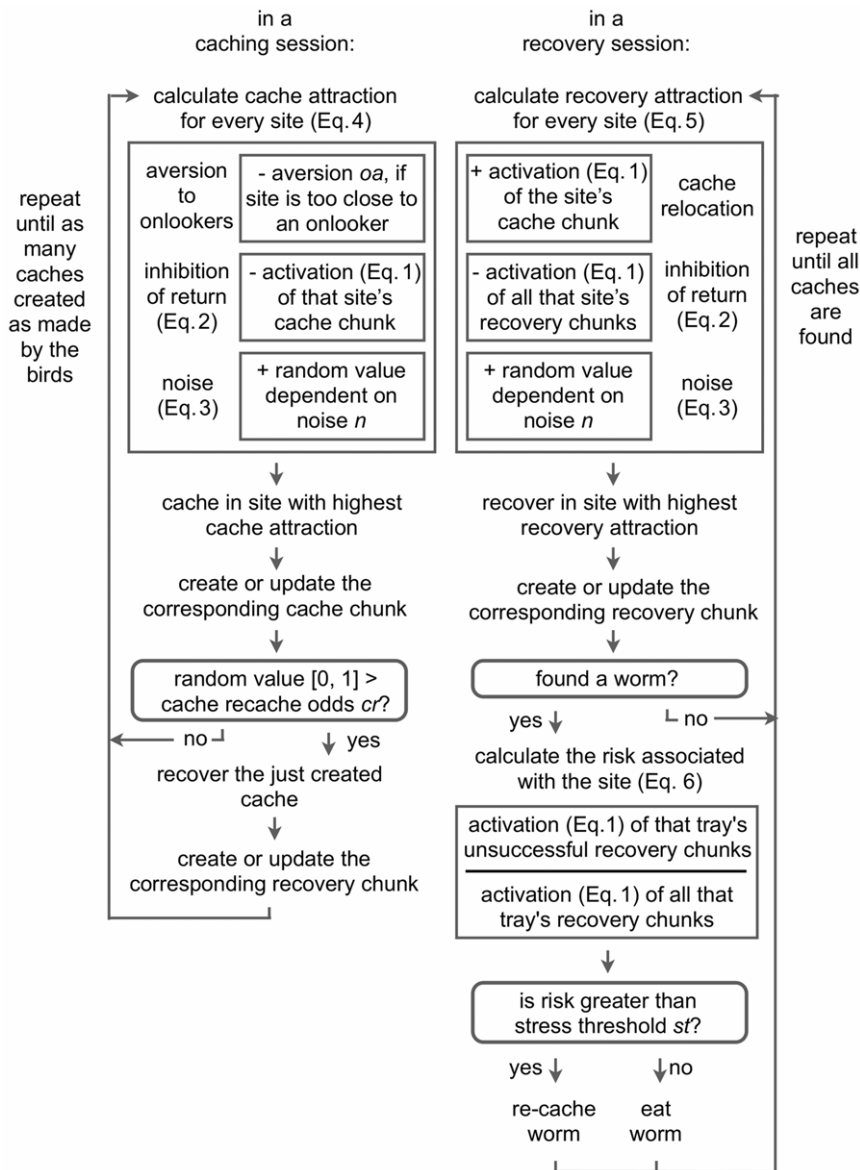 in a
caching session:
calculate cache attraction
for every site (Eq. 4)
repeat
until as
many
caches
created
as made
by the
birds
aversion
to
onlookers
- aversion oa, if
site is too close to
an onlooker
inhibition
of return
(Eq. 2)
- activation (Eq. 1)
of that site's
cache chunk
noise
(Eq. 3)
+ random value
dependent on
noise n
cache in site with highest
cache attraction
create or update the
corresponding cache chunk
random value [0, 1] >
cache recache odds cr?
no
yes
recover the just created
cache
create or update the
corresponding recovery chunk
in a
recovery session:
calculate recovery attraction
for every site (Eq. 5)
+ activation (Eq. 1)
of the site's
cache chunk
cache
relocation
- activation (Eq. 1)
of all that site's
recovery chunks
inhibition
of return
(Eq. 2)
+ random value
dependent on
noise n
noise
(Eq. 3)
repeat
until all
caches
are
found
recover in site with highest
recovery attraction
create or update the
corresponding recovery chunk
found a worm?
yes
no
calculate the risk associated
with the site (Eq. 6)
activation (Eq.1) of that tray's
unsuccessful recovery chunks
activation (Eq. 1) of all that
tray's recovery chunks
is risk greater than
stress threshold st?
yes
no
re-cache
worm
eat
worm